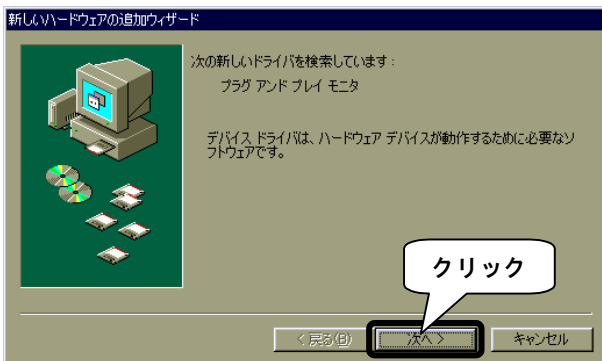 新しいハードウェアの追加ウィザード
次の新しいドライバを検索しています:
プラグ アンド プレイ モニタ
デバイス ドライバは、ハードウェア デバイスが動作するために必要なソ
フトウェアです。
クリック
< 戻る(B)
次へ >
キャンセル